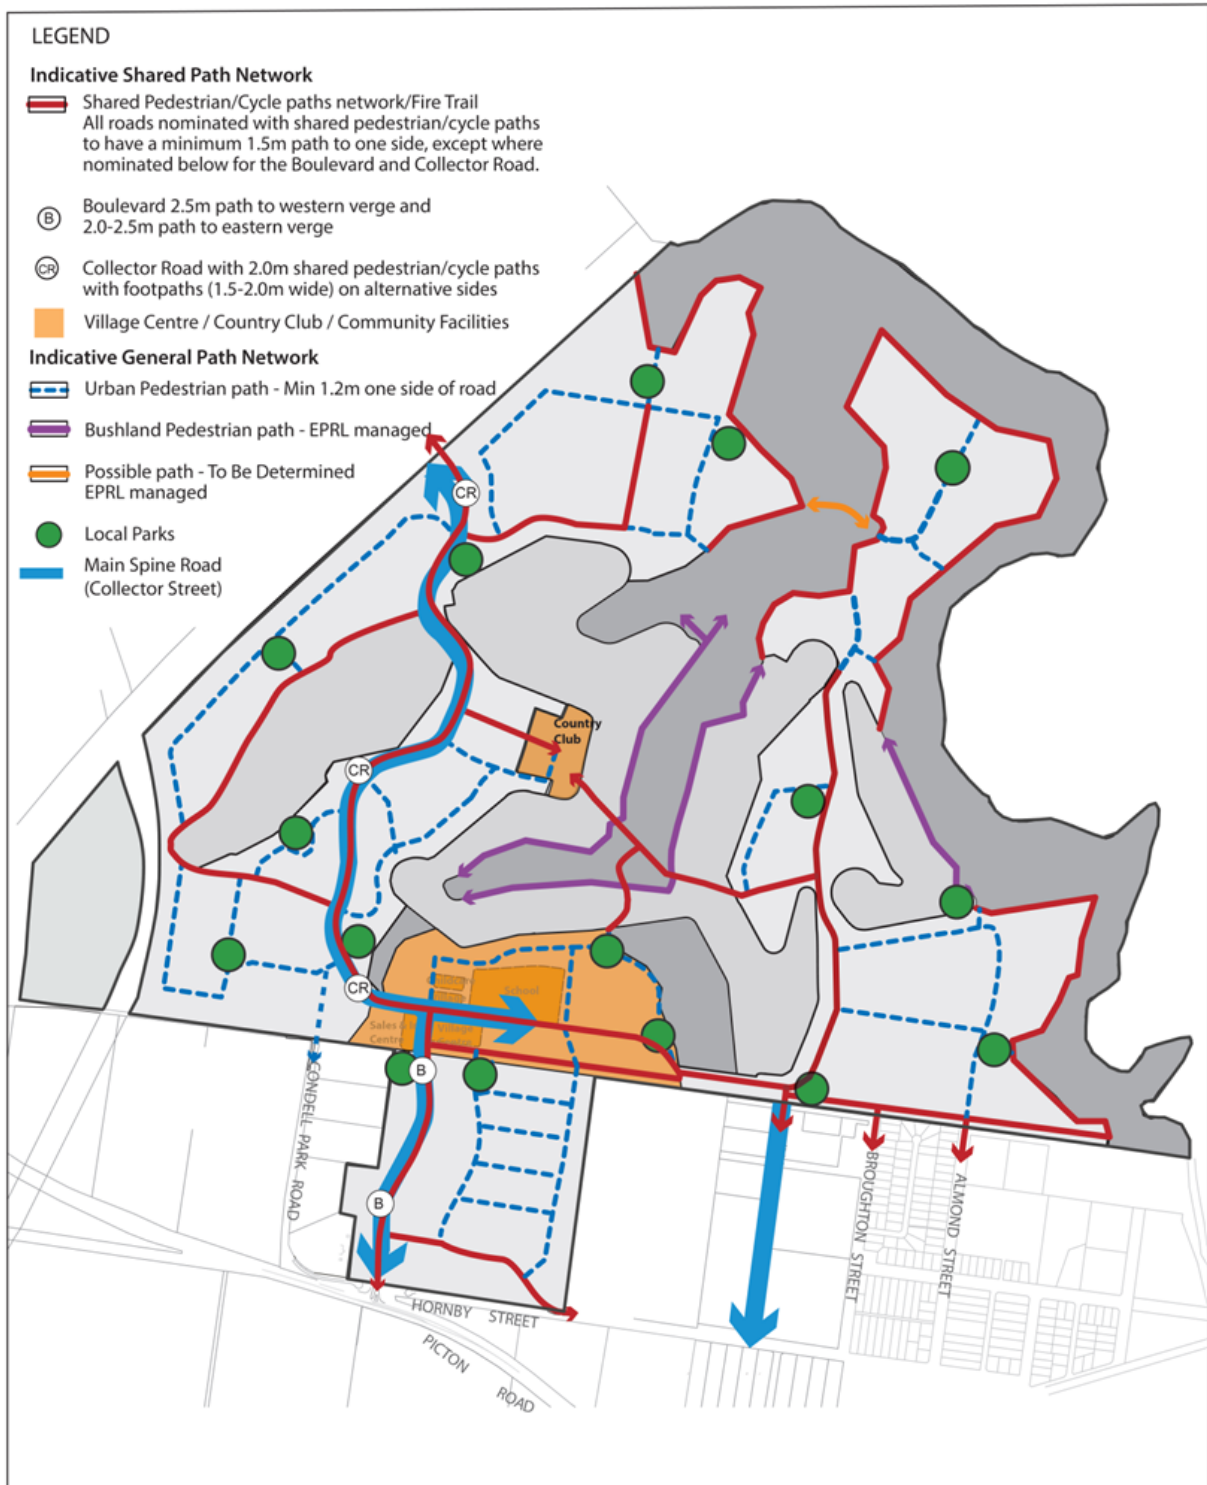 LEGEND
Indicative Shared Path Network
Shared Pedestrian/Cycle paths network/Fire Trail
All roads nominated with shared pedestrian/cycle paths
to have a minimum 1.5m path to one side, except where
nominated below for the Boulevard and Collector Road.
B
Boulevard 2.5m path to western verge and
2.0-2.5m path to eastern verge
CR
Collector Road with 2.0m shared pedestrian/cycle paths
with footpaths (1.5-2.0m wide) on alternative sides
Village Centre / Country Club / Community Facilities
Indicative General Path Network
Urban Pedestrian path - Min 1.2m one side of road
Bushland Pedestrian path - EPRL managed
Possible path - To Be Determined
EPRL managed
Local Parks
Main Spine Road
(Collector Street)
CR
Country
Club
CR
CR
School
Sales &
Centre
Village
B
B
CONDELL PARK ROAD
HORNBY STREET
PICTON ROAD
BROUGHTON STREET
ALMOND STREET